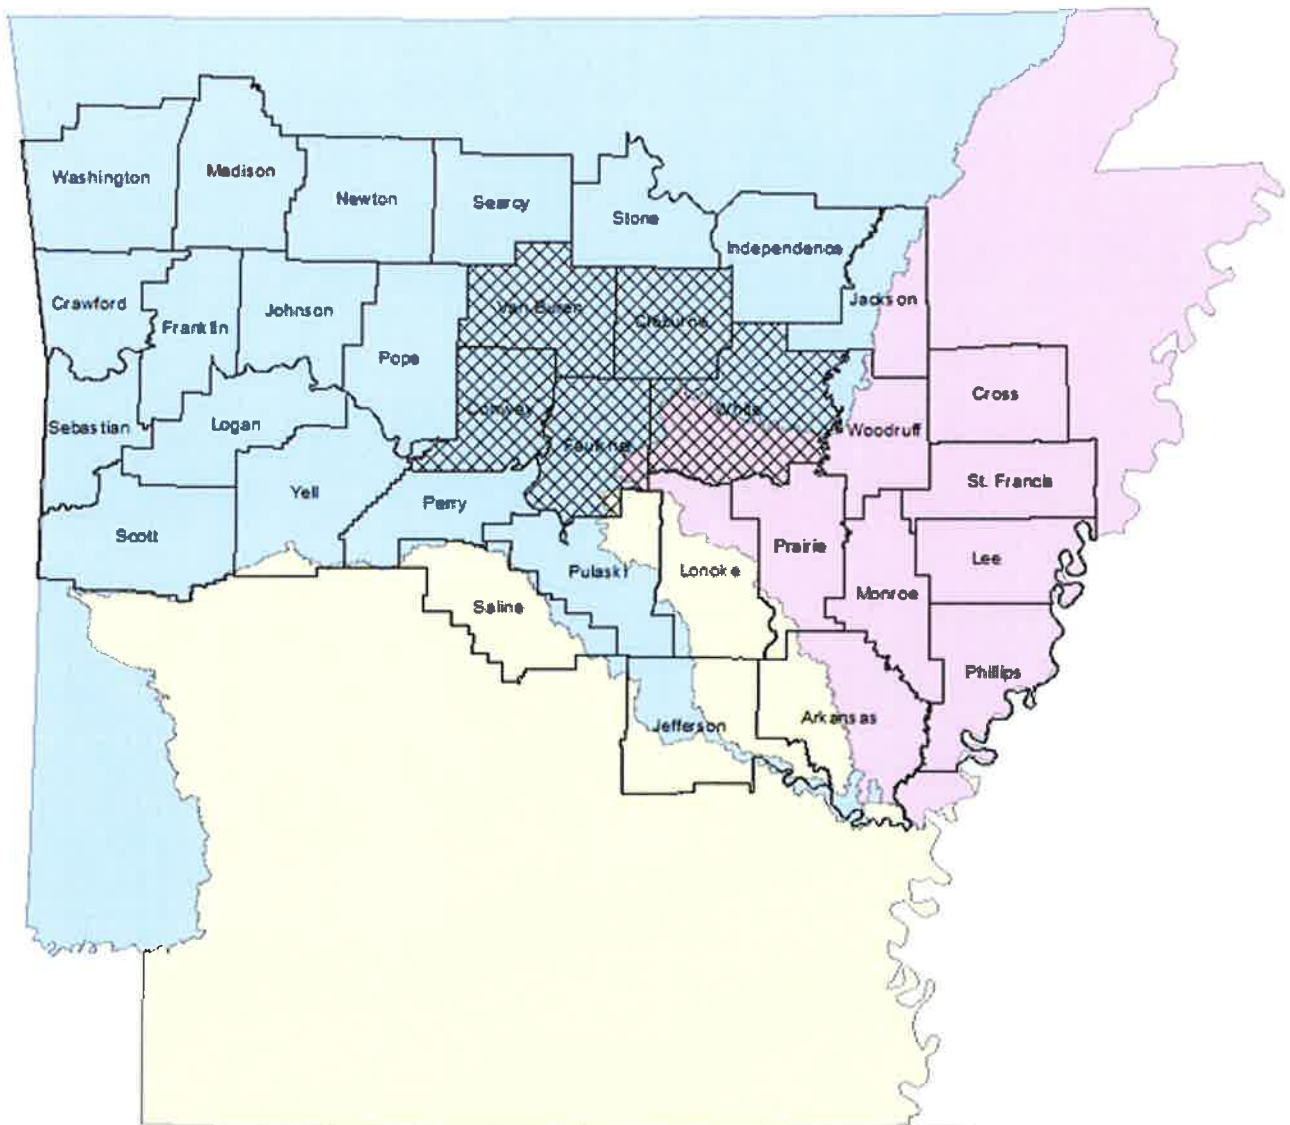 Washington
Madison
Newton
Searcy
Stone
Independence
Crawford
Franklin
Johnson
Van Buren
Cleburne
Jackson
Pope
Sebastian
Logan
Conway
Faulkner
White
Woodruff
Cross
Yell
Perry
St. Francis
Scott
Pulaski
Lonoke
Prairie
Lee
Saline
Monroe
Phillips
Jefferson
Arkansas